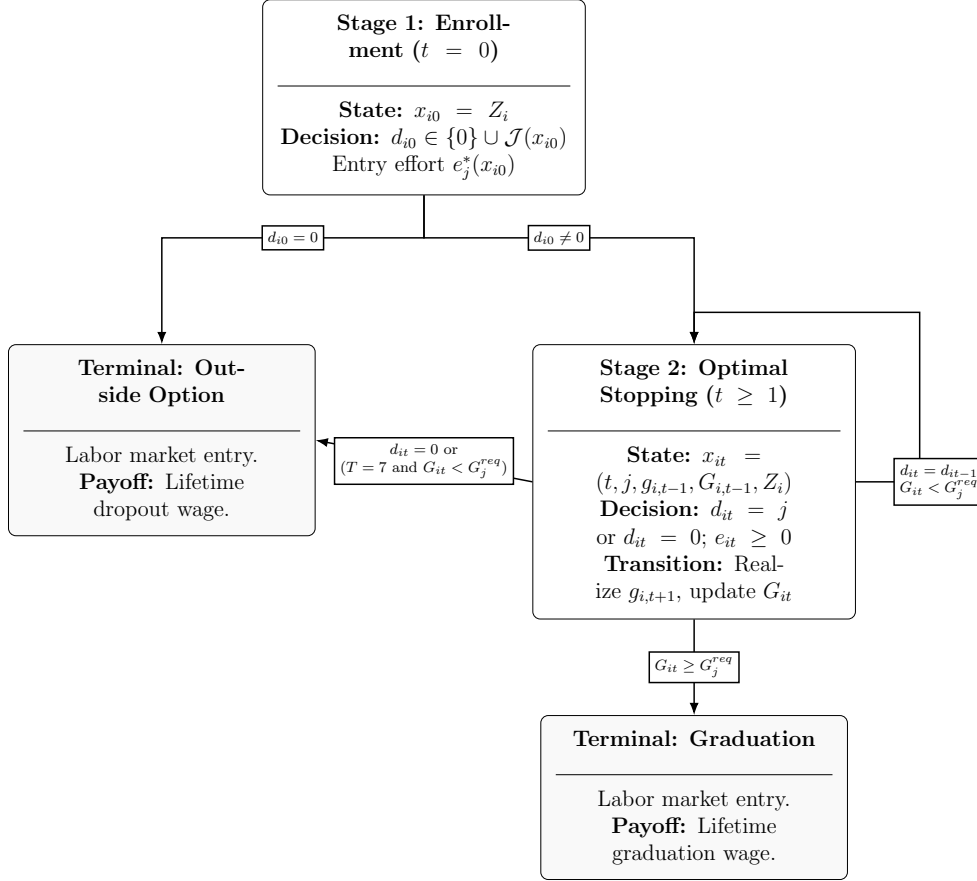 Stage 1: Enroll-
ment (t = 0)
State: x_{i0} = Z_i
Decision: d_{i0} ∈ {0} ∪ 𝒥(x_{i0})
Entry effort e_j^*(x_{i0})
d_{i0} = 0
d_{i0} ≠ 0
Terminal: Out-
side Option
Labor market entry.
Payoff: Lifetime
dropout wage.
d_{it} = 0 or
(T = 7 and G_{it} < G_j^{req})
Stage 2: Optimal
Stopping (t ≥ 1)
State: x_{it} =
(t, j, g_{i,t−1}, G_{i,t−1}, Z_i)
Decision: d_{it} = j
or d_{it} = 0; e_{it} ≥ 0
Transition: Real-
ize g_{i,t+1}, update G_{it}
d_{it} = d_{it−1}
G_{it} < G_j^{req}
G_{it} ≥ G_j^{req}
Terminal: Graduation
Labor market entry.
Payoff: Lifetime
graduation wage.